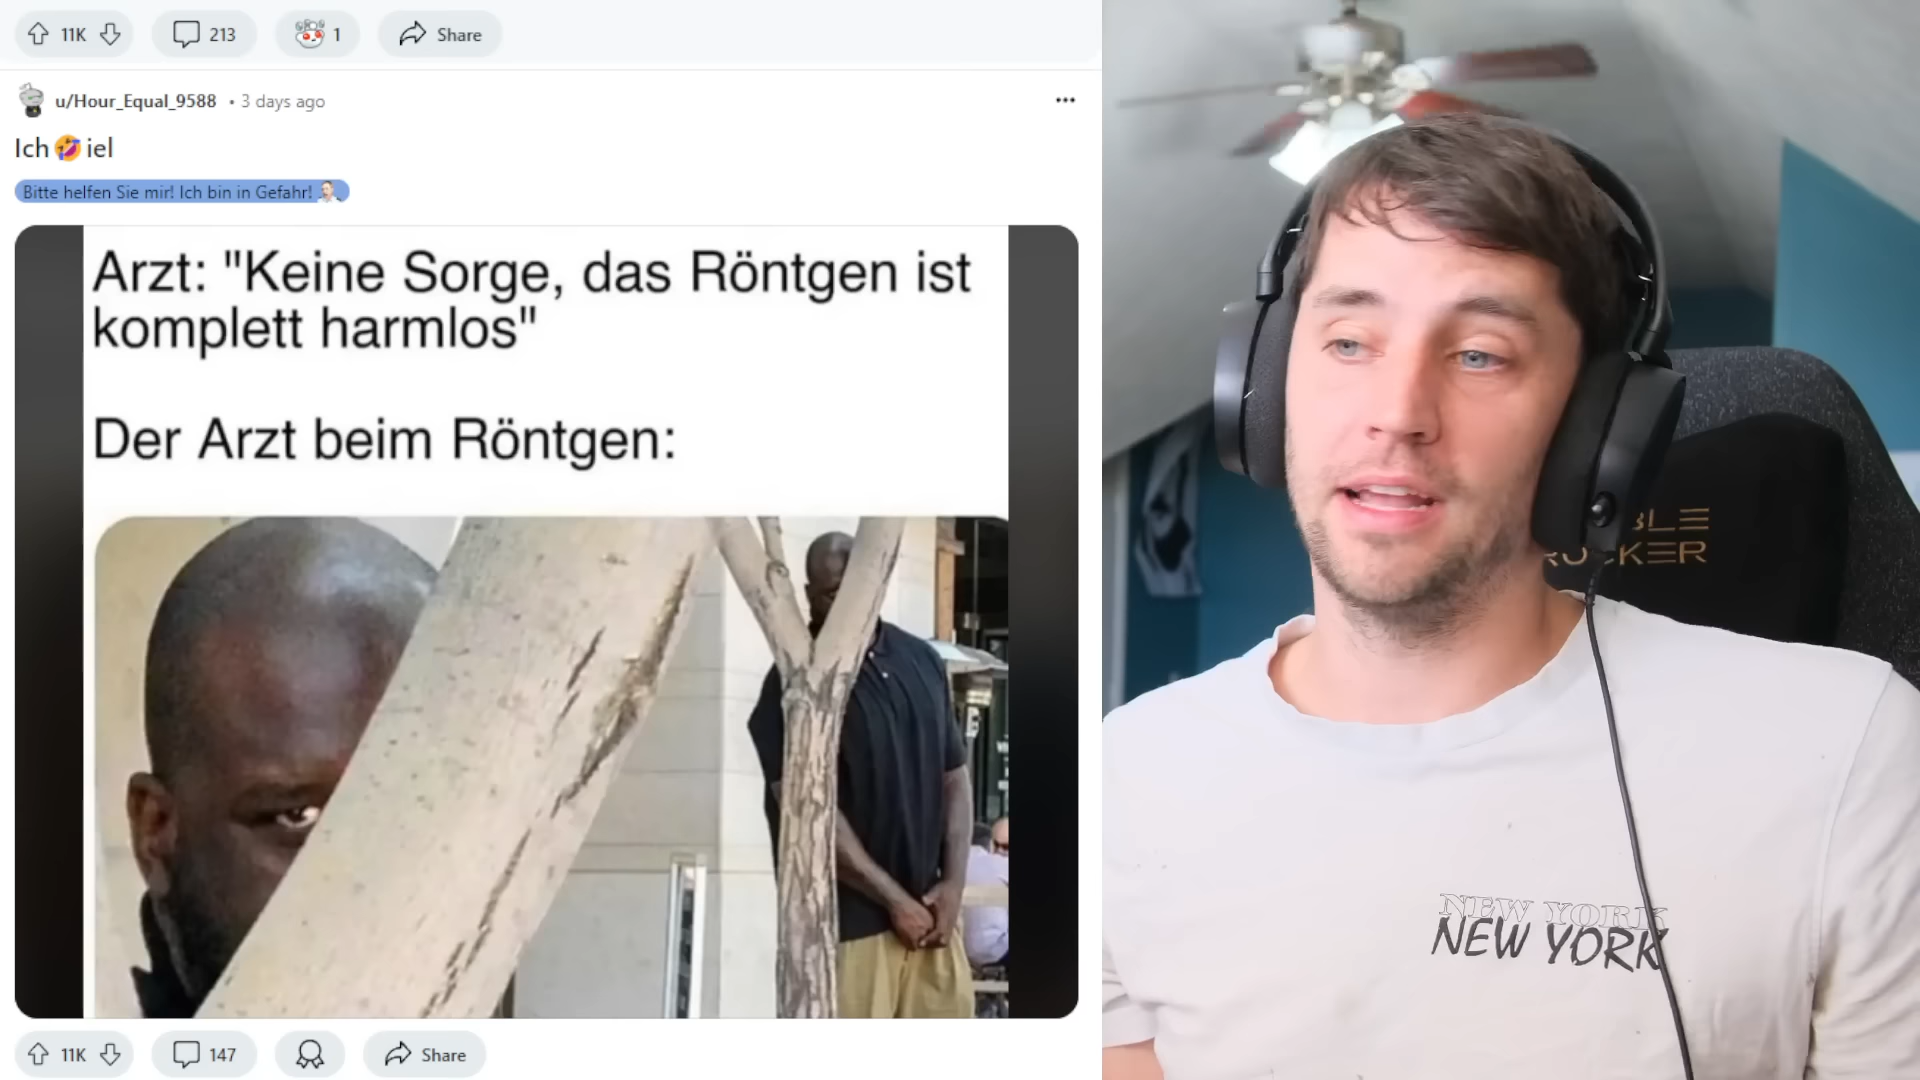 11K
213
1
Share
u/Hour_Equal_9588 • 3 days ago
Ich🤣iel
Bitte helfen Sie mir! Ich bin in Gefahr!
Arzt: "Keine Sorge, das Röntgen ist
komplett harmlos"
Der Arzt beim Röntgen:
11K
147
Share
NEW YORK
NEW YORK